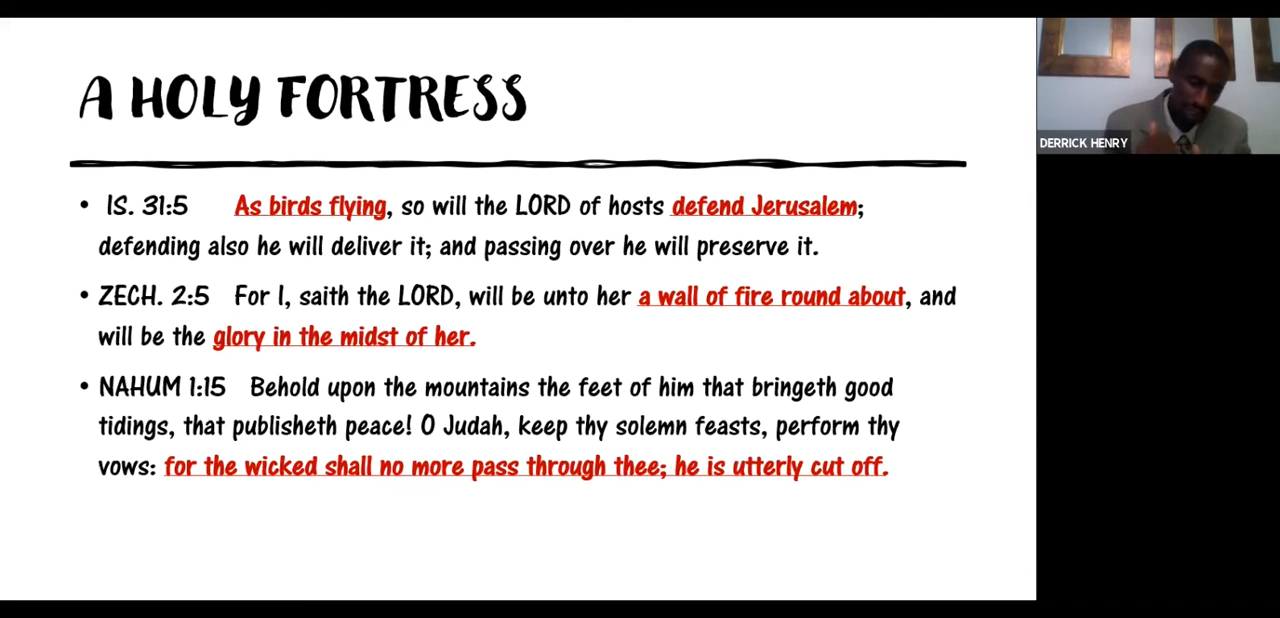 A HOLY FORTRESS
• IS. 31:5 As birds flying, so will the LORD of hosts defend Jerusalem;
defending also he will deliver it; and passing over he will preserve it.
• ZECH. 2:5 For I, saith the LORD, will be unto her a wall of fire round about, and
will be the glory in the midst of her.
• NAHUM 1:15 Behold upon the mountains the feet of him that bringeth good
tidings, that publisheth peace! O Judah, keep thy solemn feasts, perform thy
vows: for the wicked shall no more pass through thee; he is utterly cut off.
DERRICK HENRY